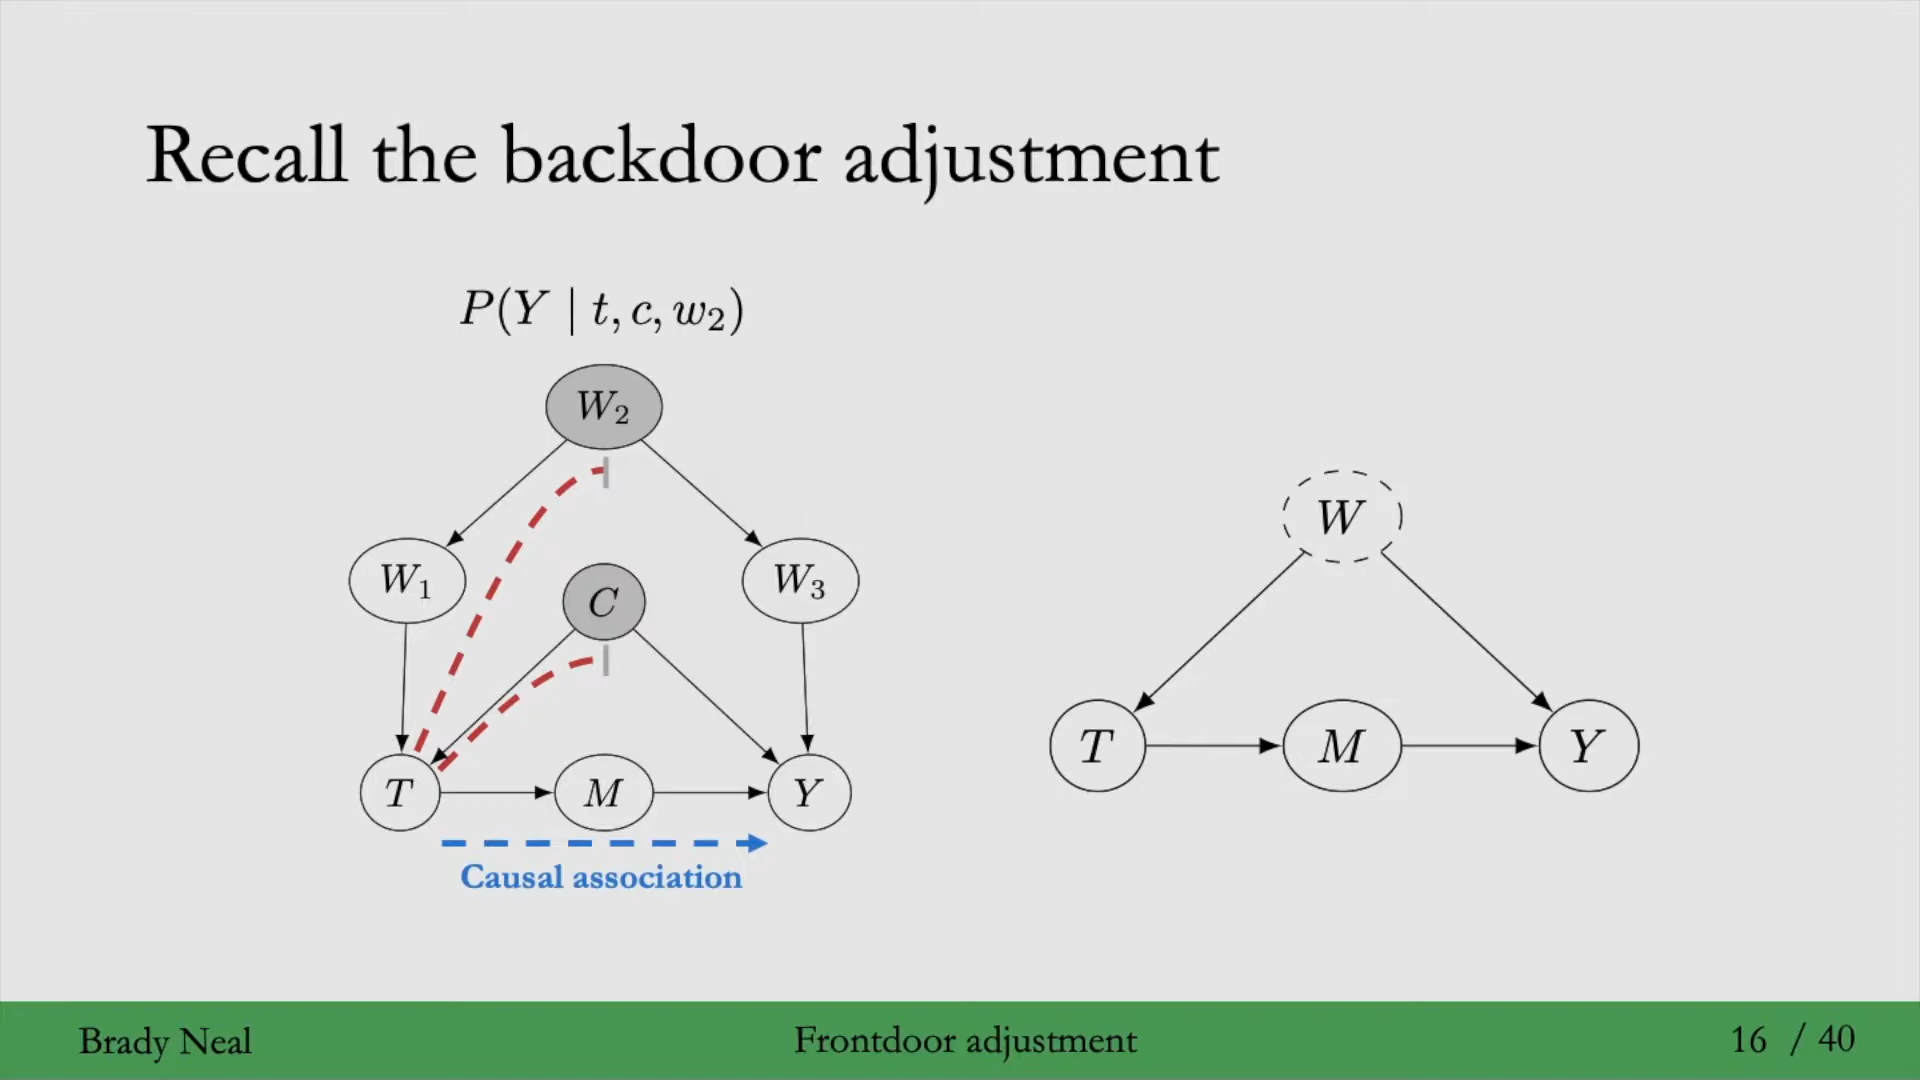 Recall the backdoor adjustment
P(Y | t, c, w₂)
W₂
W₁
C
W₃
T
M
Y
Causal association
W
T
M
Y
Brady Neal
Frontdoor adjustment
16 / 40